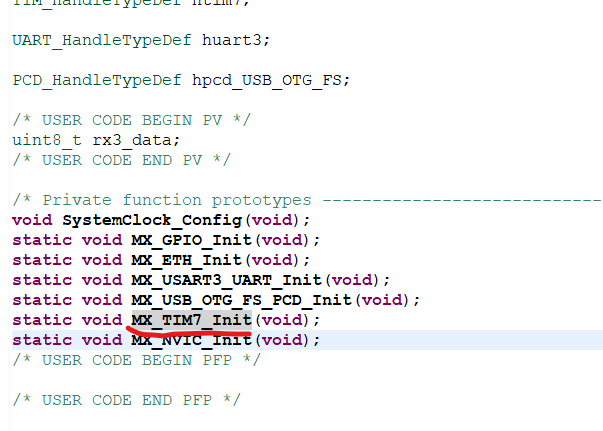 TIM_HandleTypeDef htim7;
UART_HandleTypeDef huart3;
PCD_HandleTypeDef hpcd_USB_OTG_FS;
/* USER CODE BEGIN PV */
uint8_t rx3_data;
/* USER CODE END PV */
/* Private function prototypes ----------------------------
void SystemClock_Config(void);
static void MX_GPIO_Init(void);
static void MX_ETH_Init(void);
static void MX_USART3_UART_Init(void);
static void MX_USB_OTG_FS_PCD_Init(void);
static void MX_TIM7_Init(void);
static void MX_NVIC_Init(void);
/* USER CODE BEGIN PFP */
/* USER CODE END PFP */